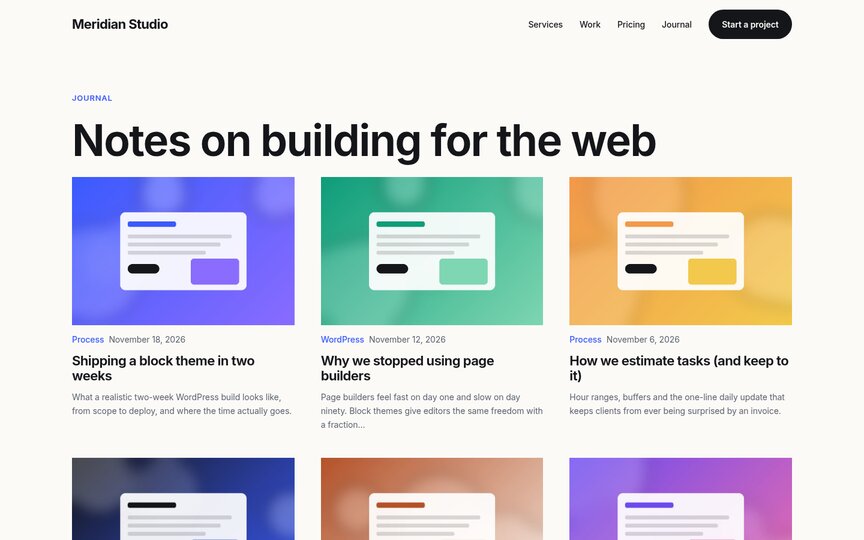 Meridian Studio
Services Work Pricing Journal Start a project
JOURNAL
Notes on building for the web
Process November 18, 2026
Shipping a block theme in two
weeks
What a realistic two-week WordPress build looks like,
from scope to deploy, and where the time actually goes.
WordPress November 12, 2026
Why we stopped using page
builders
Page builders feel fast on day one and slow on day
ninety. Block themes give editors the same freedom with
a fraction…
Process November 6, 2026
How we estimate tasks (and keep to
it)
Hour ranges, buffers and the one-line daily update that
keeps clients from ever being surprised by an invoice.